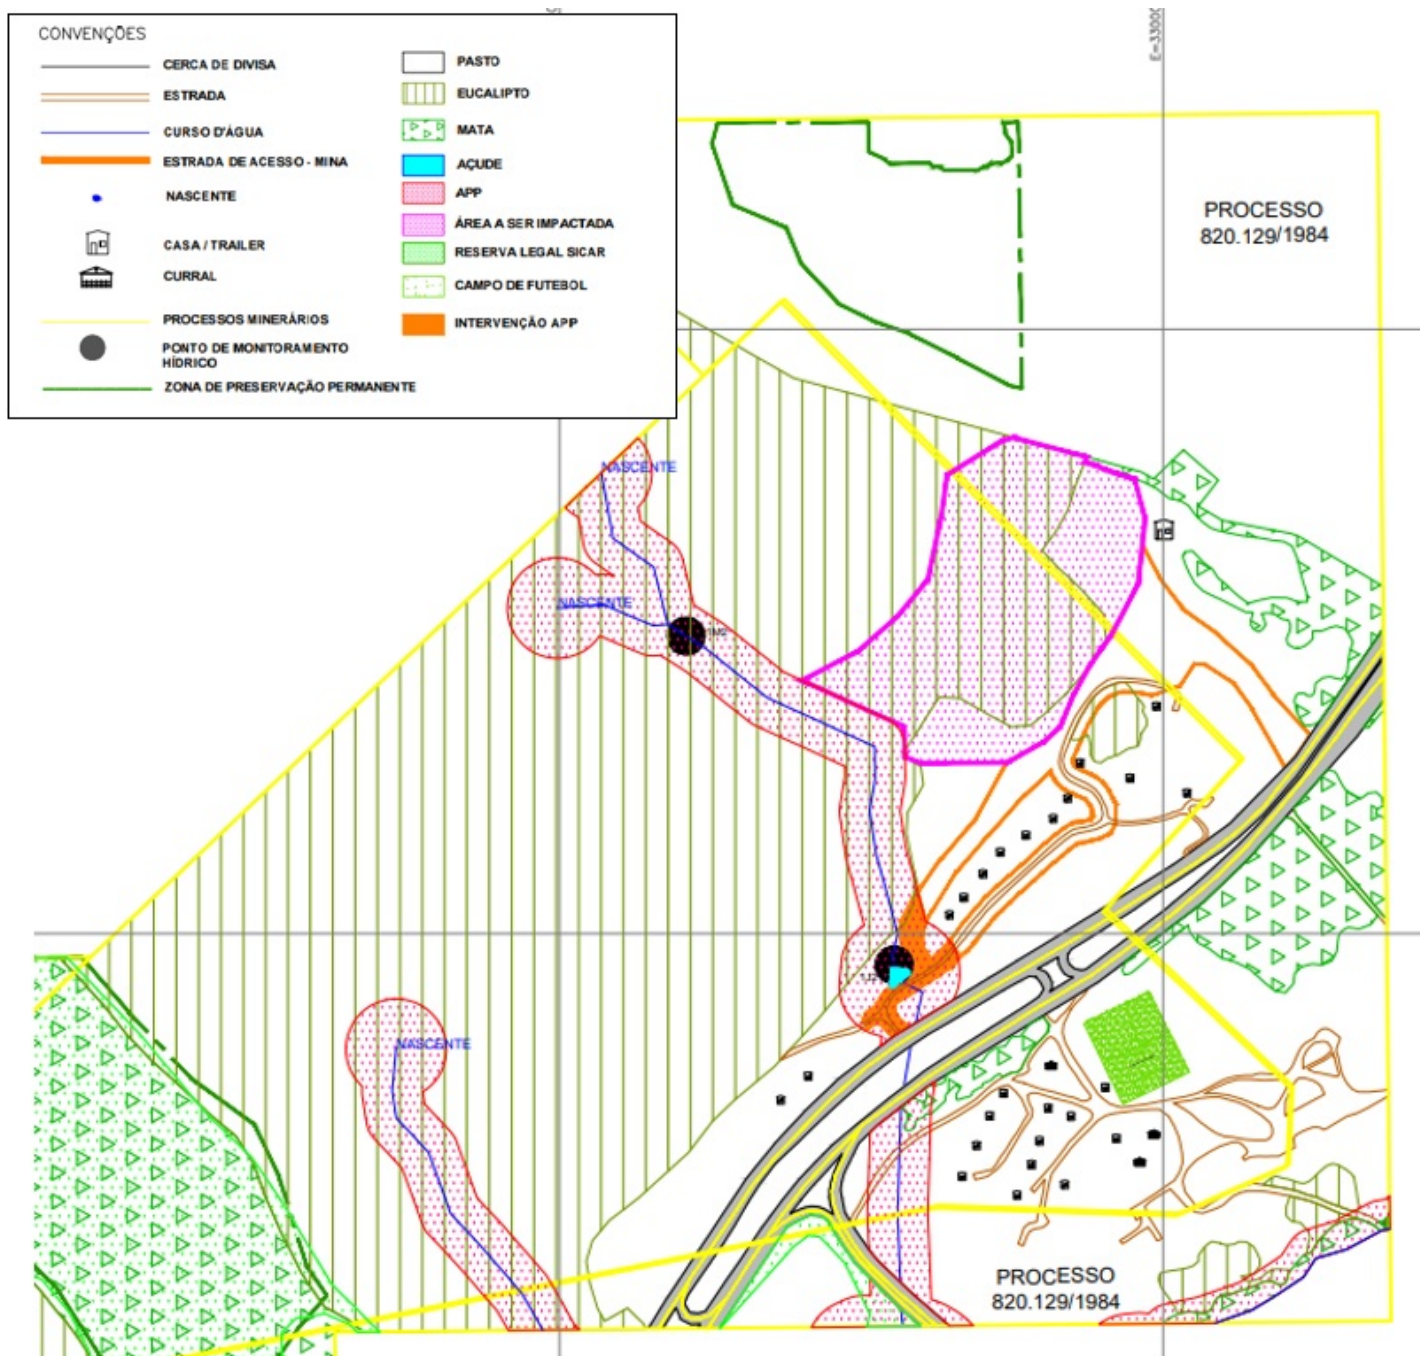 CONVENÇÕES
CERCA DE DIVISA
ESTRADA
CURSO D'ÁGUA
ESTRADA DE ACESSO - MINA
NASCENTE
CASA / TRAILER
CURRAL
PROCESSOS MINERÁRIOS
PONTO DE MONITORAMENTO
HÍDRICO
ZONA DE PRESERVAÇÃO PERMANENTE
PASTO
EUCALIPTO
MATA
AÇUDE
APP
ÁREA A SER IMPACTADA
RESERVA LEGAL SICAR
CAMPO DE FUTEBOL
INTERVENÇÃO APP
PROCESSO
820.129/1984
NASCENTE
NASCENTE
NASCENTE
PROCESSO
820.129/1984